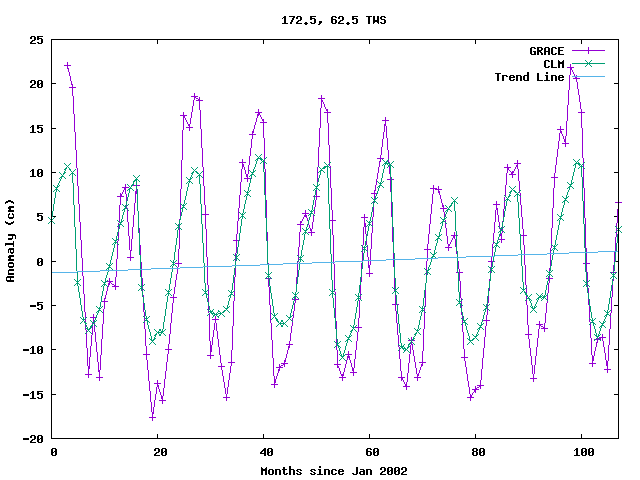 172.5, 62.5 TWS
GRACE
CLM
Trend Line
25
20
15
10
5
0
-5
-10
-15
-20
Anomaly (cm)
0 20 40 60 80 100
Months since Jan 2002